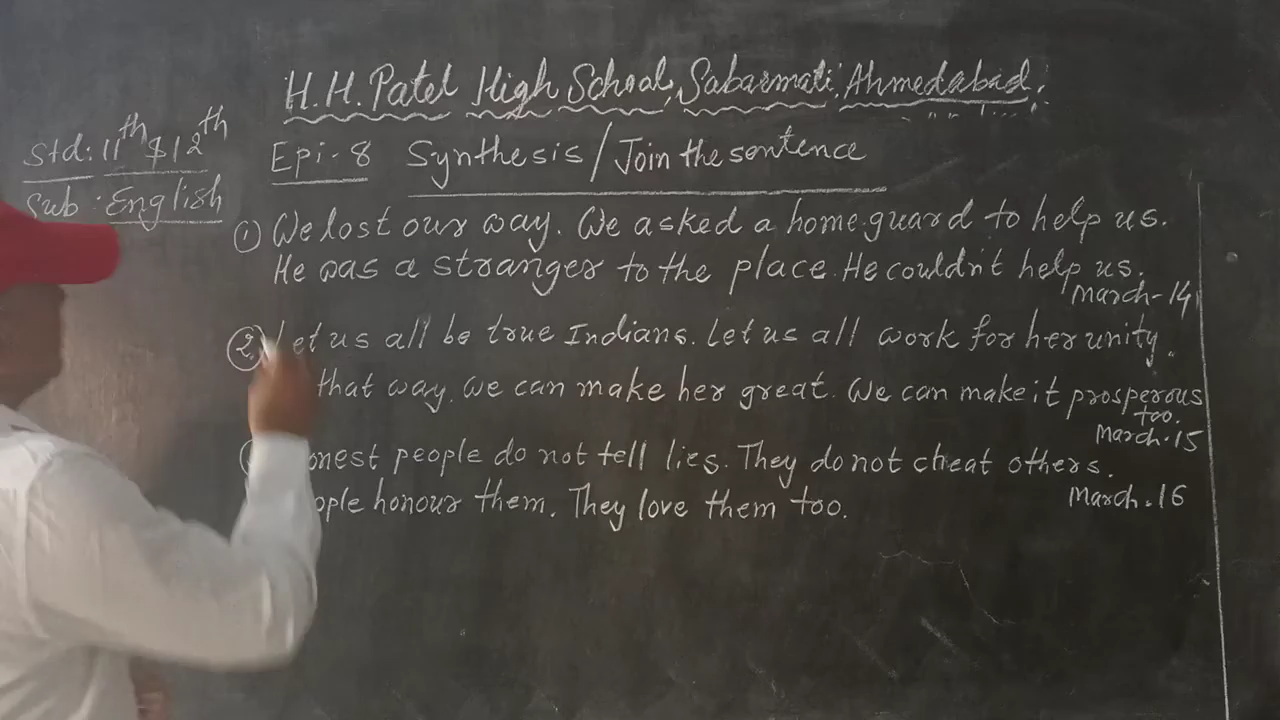 H.H. Patel High School, Sabarmati, Ahmedabad.
Std: 11th & 12th
Sub: English
Epi-8 Synthesis / Join the sentence
① We lost our way. We asked a home-guard to help us.
He was a stranger to the place. He couldn't help us.
March-14
② Let us all be true Indians. Let us all work for her unity.
that way, we can make her great. We can make it prosperous
too.
March-15
people do not tell lies. They do not cheat others.
honour them. They love them too.
March-16